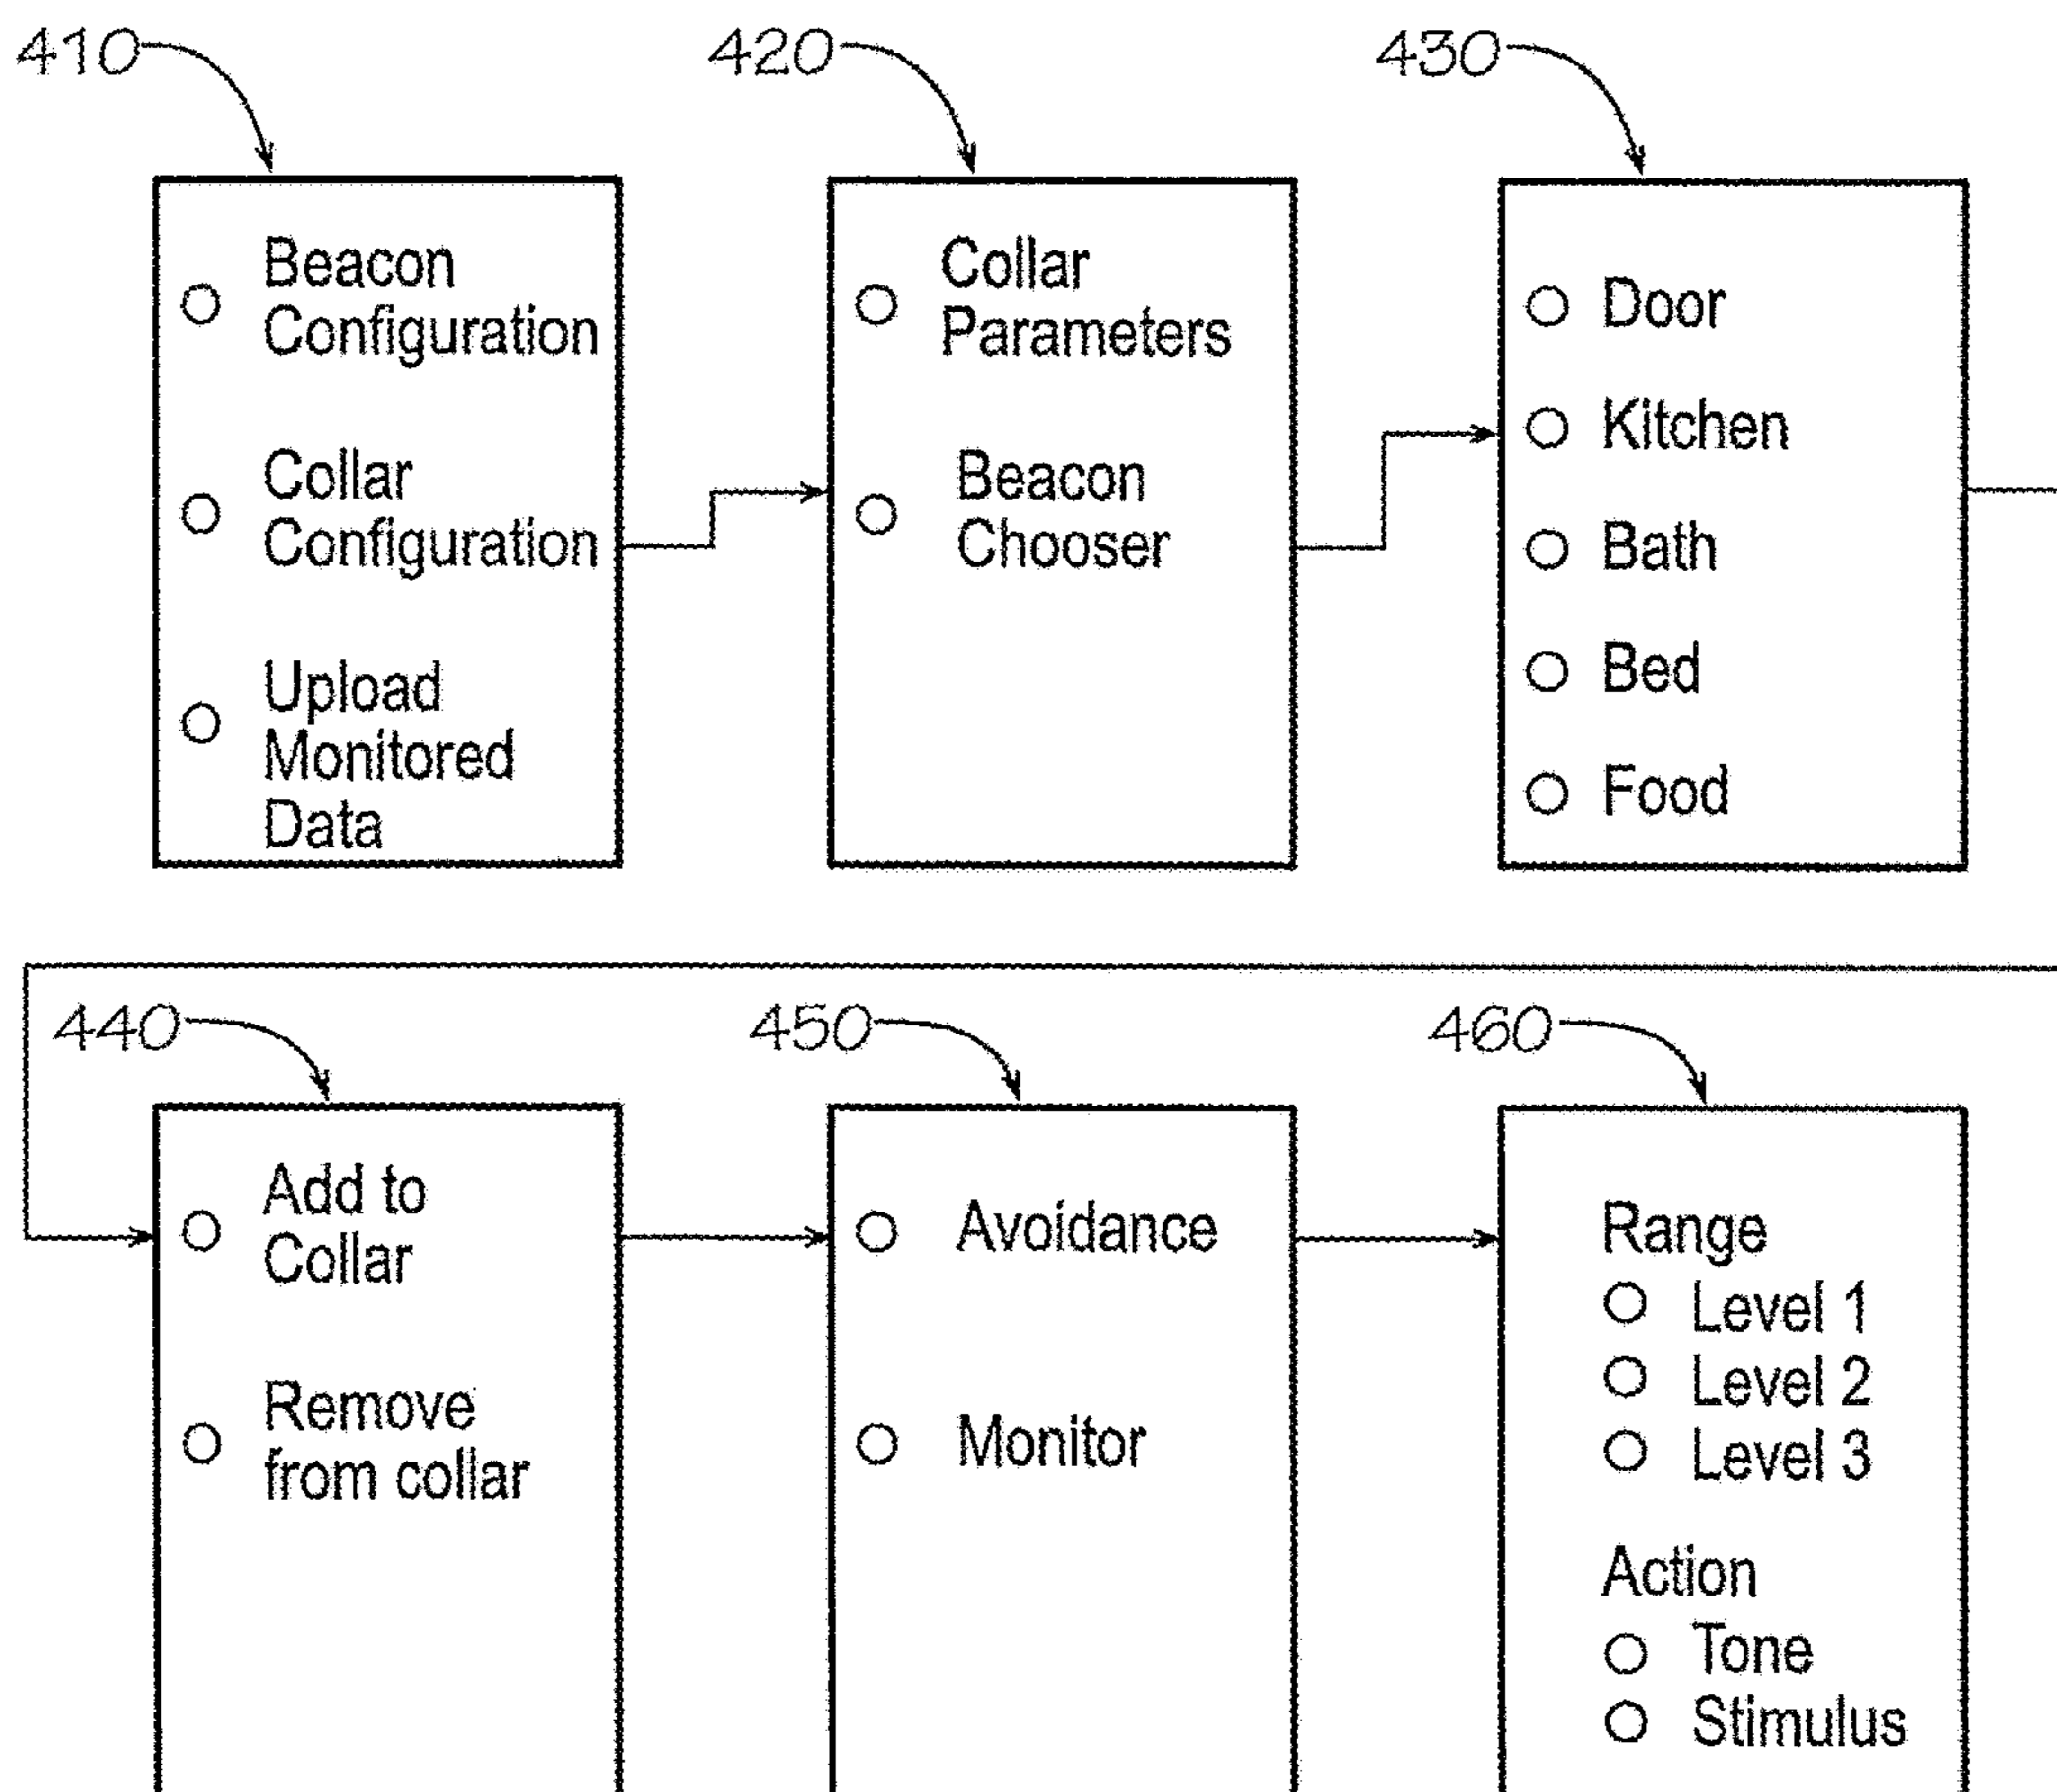 410
420
430
Beacon
Configuration
Collar
Configuration
Upload
Monitored
Data
Collar
Parameters
Beacon
Chooser
Door
Kitchen
Bath
Bed
Food
440
450
460
Add to
Collar
Remove
from collar
Avoidance
Monitor
Range
Level 1
Level 2
Level 3
Action
Tone
Stimulus